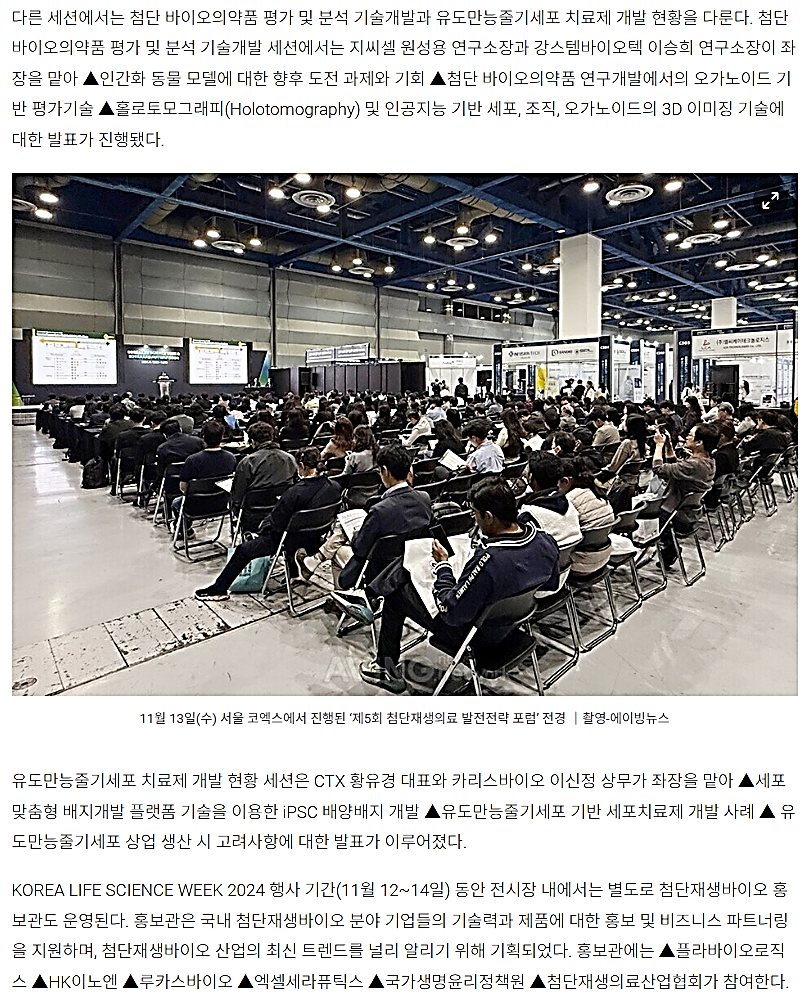 다른 세션에서는 첨단 바이오의약품 평가 및 분석 기술개발과 유도만능줄기세포 치료제 개발 현황을 다룬다. 첨단
바이오의약품 평가 및 분석 기술개발 세션에서는 지씨셀 원성용 연구소장과 강스템바이오텍 이승희 연구소장이 좌
장을 맡아 ▲인간화 동물 모델에 대한 향후 도전 과제와 기회 ▲첨단 바이오의약품 연구개발에서의 오가노이드 기
반 평가기술 ▲홀로토모그래피(Holotomography) 및 인공지능 기반 세포, 조직, 오가노이드의 3D 이미징 기술에
대한 발표가 진행됐다.
POLO RALPH LAUREN
11월 13일(수) 서울 코엑스에서 진행된 ‘제5회 첨단재생의료 발전전략 포럼’ 전경 │촬영-에이빙뉴스
유도만능줄기세포 치료제 개발 현황 세션은 CTX 황유경 대표와 카리스바이오 이신정 상무가 좌장을 맡아 ▲세포
맞춤형 배지개발 플랫폼 기술을 이용한 iPSC 배양배지 개발 ▲유도만능줄기세포 기반 세포치료제 개발 사례 ▲ 유
도만능줄기세포 상업 생산 시 고려사항에 대한 발표가 이루어졌다.
KOREA LIFE SCIENCE WEEK 2024 행사 기간(11월 12~14일) 동안 전시장 내에서는 별도로 첨단재생바이오 홍
보관도 운영된다. 홍보관은 국내 첨단재생바이오 분야 기업들의 기술력과 제품에 대한 홍보 및 비즈니스 파트너링
을 지원하며, 첨단재생바이오 산업의 최신 트렌드를 널리 알리기 위해 기획되었다. 홍보관에는 ▲플라바이오로직
스 ▲HK이노엔 ▲루카스바이오 ▲엑셀세라퓨틱스 ▲국가생명윤리정책원 ▲첨단재생의료산업협회가 참여한다.